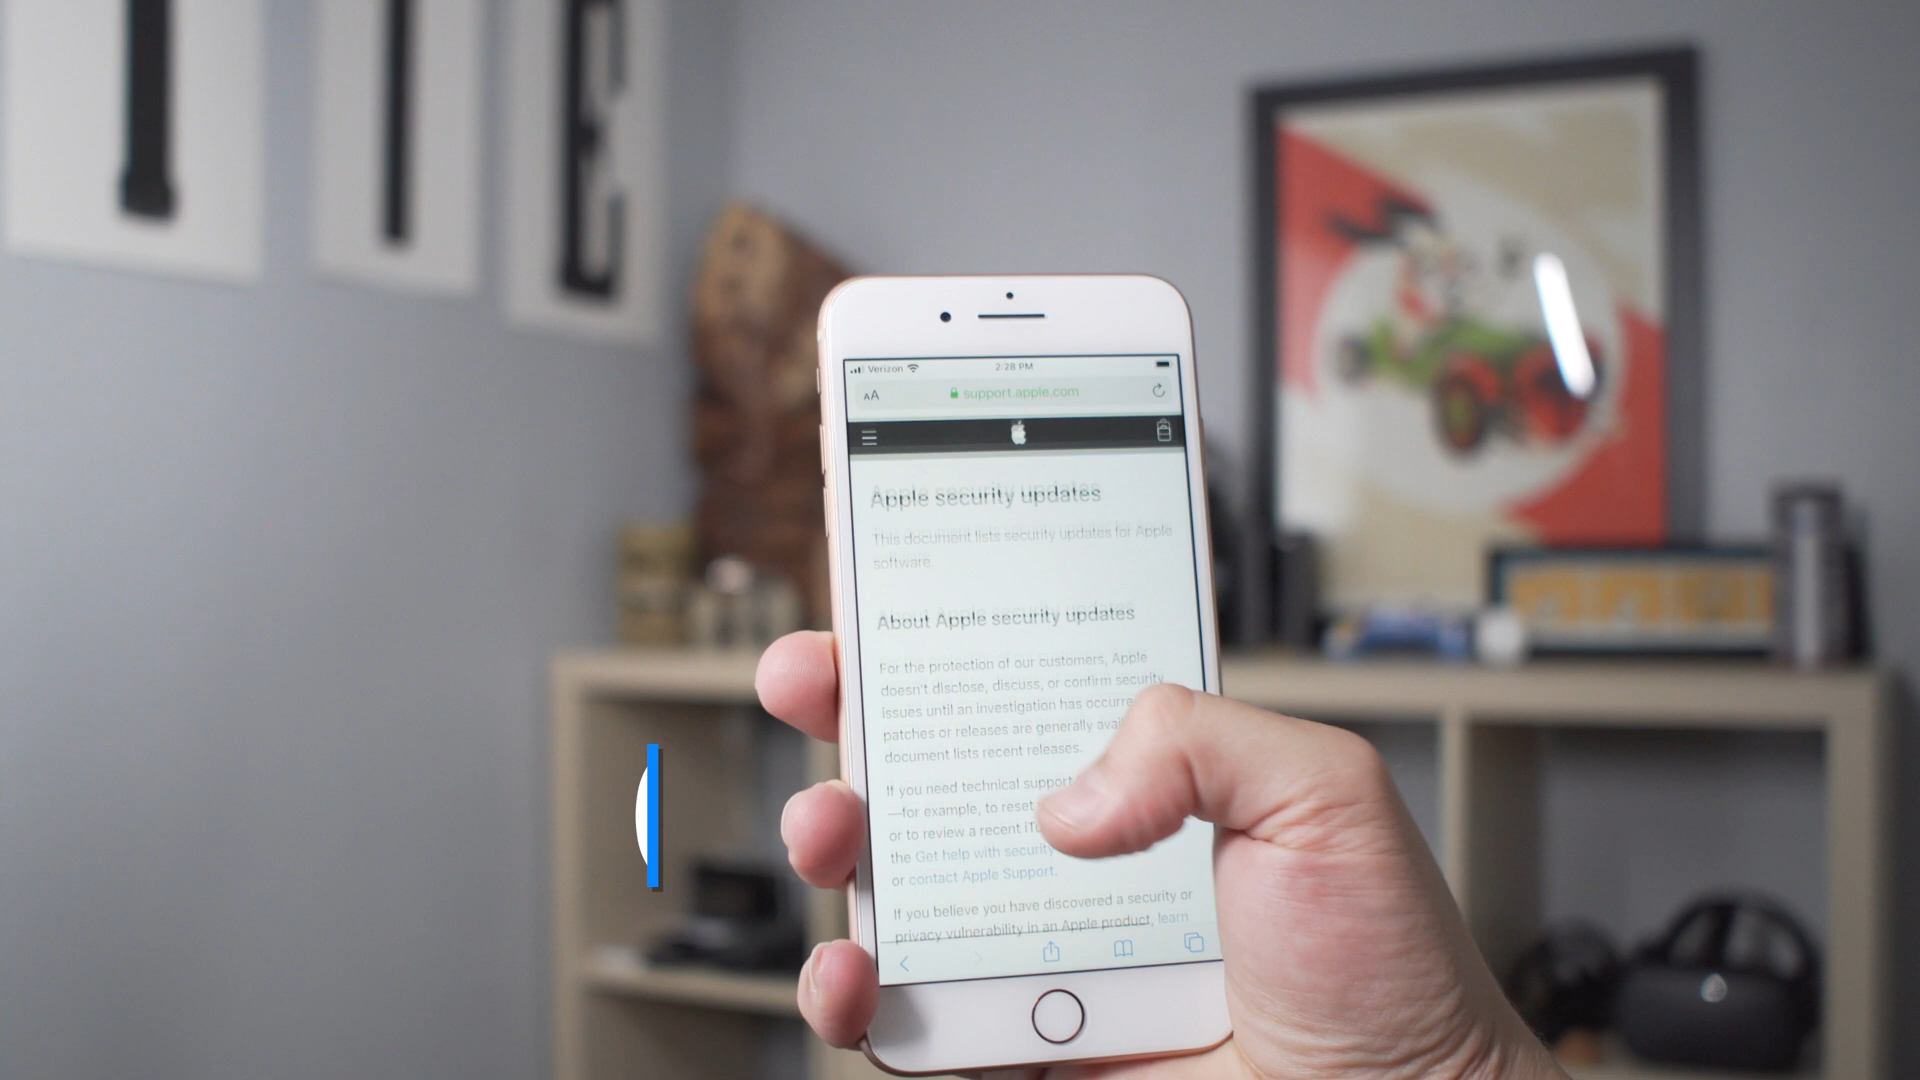 Verizon 2:28 PM
AA support.apple.com
Apple security updates
This document lists security updates for Apple
software.
About Apple security updates
For the protection of our customers, Apple
doesn't disclose, discuss, or confirm security
issues until an investigation has
patches or releases are generally
document lists recent releases.
If you need technical support
—for example, to reset
or to review a recent
the Get help with security
or contact Apple Support.
If you believe you have discovered a security or
privacy vulnerability in an Apple product, learn